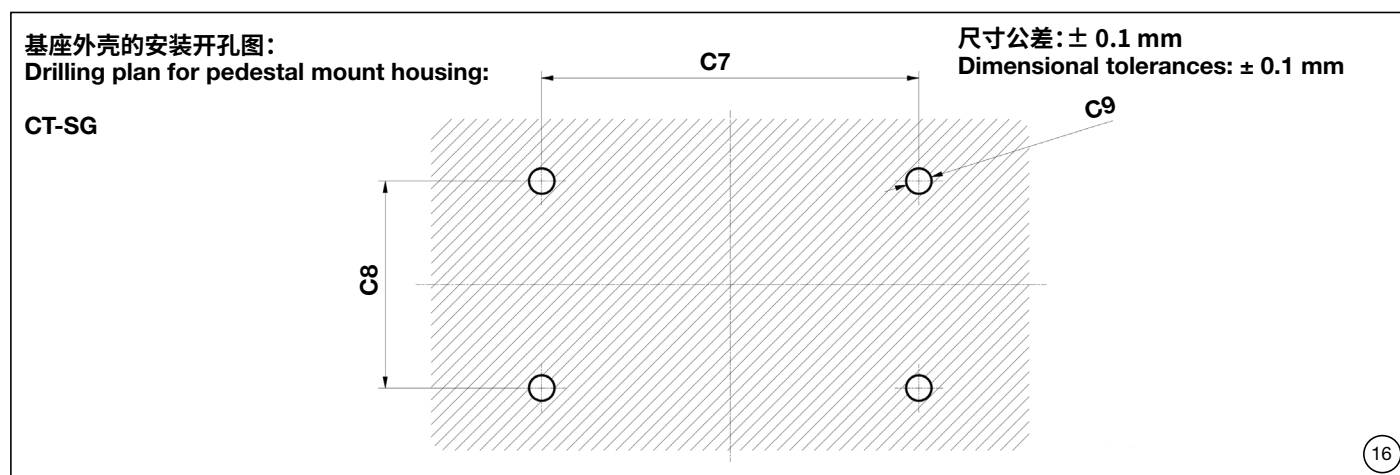 基座外壳的安装开孔图：
Drilling plan for pedestal mount housing:
CT-SG
尺寸公差：± 0.1 mm
Dimensional tolerances: ± 0.1 mm
C7
C9
C8
16